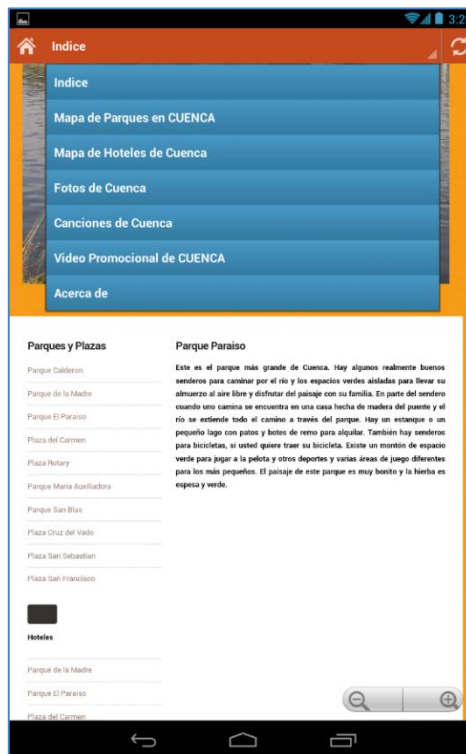 3:2
Indice
Indice
Mapa de Parques en CUENCA
Mapa de Hoteles de Cuenca
Fotos de Cuenca
Canciones de Cuenca
Video Promocional de CUENCA
Acerca de
Parques y Plazas
Parque Calderon
Parque de la Madre
Parque El Paraiso
Plaza del Carmen
Plaza Rotary
Parque Maria Auxiliadora
Parque San Blas
Plaza Cruz del Vado
Plaza San Sebastian
Plaza San Francisco
Hoteles
Parque de la Madre
Parque El Paraiso
Plaza del Carmen
Parque Paraiso
Este es el parque más grande de Cuenca. Hay algunos realmente buenos
senderos para caminar por el río y los espacios verdes aisladas para llevar su
almuerzo al aire libre y disfrutar del paisaje con su familia. En parte del sendero
cuando uno camina se encuentra en una casa hecha de madera del puente y el
río se extiende todo el camino a través del parque. Hay un estanque o un
pequeño lago con patos y botes de remo para alquilar. También hay senderos
para bicicletas, si usted quiere traer su bicicleta. Existe un montón de espacio
verde para jugar a la pelota y otros deportes y varias áreas de juego diferentes
para los más pequeños. El paisaje de este parque es muy bonito y la hierba es
espesa y verde.